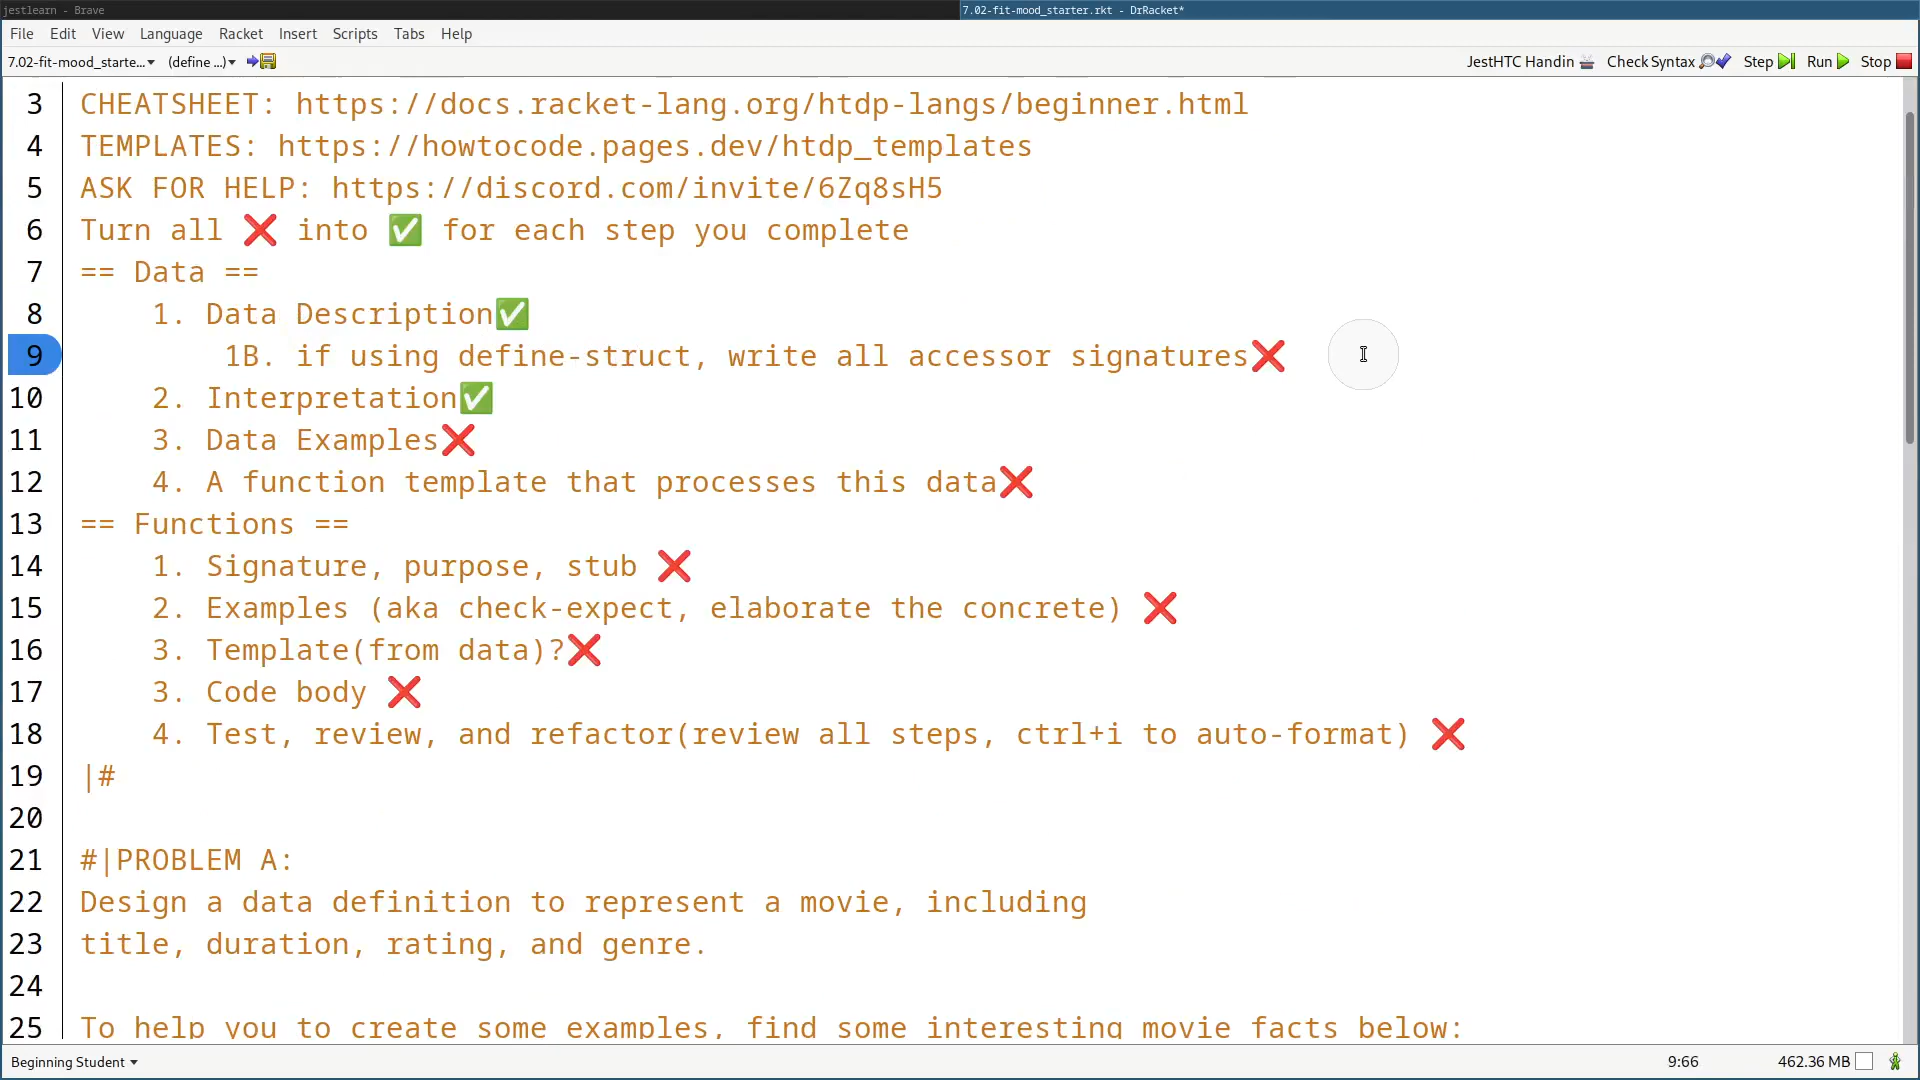 jestlearn - Brave
7.02-fit-mood_starter.rkt - DrRacket*
File Edit View Language Racket Insert Scripts Tabs Help
7.02-fit-mood_starte... (define ...) JestHTC Handin Check Syntax Step Run Stop
3 CHEATSHEET: https://docs.racket-lang.org/htdp-langs/beginner.html
4 TEMPLATES: https://howtocode.pages.dev/htdp_templates
5 ASK FOR HELP: https://discord.com/invite/6Zq8sH5
6 Turn all ❌ into ✅ for each step you complete
7 == Data ==
8 1. Data Description✅
9 1B. if using define-struct, write all accessor signatures❌
10 2. Interpretation✅
11 3. Data Examples❌
12 4. A function template that processes this data❌
13 == Functions ==
14 1. Signature, purpose, stub ❌
15 2. Examples (aka check-expect, elaborate the concrete) ❌
16 3. Template(from data)?❌
17 3. Code body ❌
18 4. Test, review, and refactor(review all steps, ctrl+i to auto-format) ❌
19 |#
20
21 #|PROBLEM A:
22 Design a data definition to represent a movie, including
23 title, duration, rating, and genre.
24
25 To help you to create some examples, find some interesting movie facts below:
Beginning Student 9:66 462.36 MB